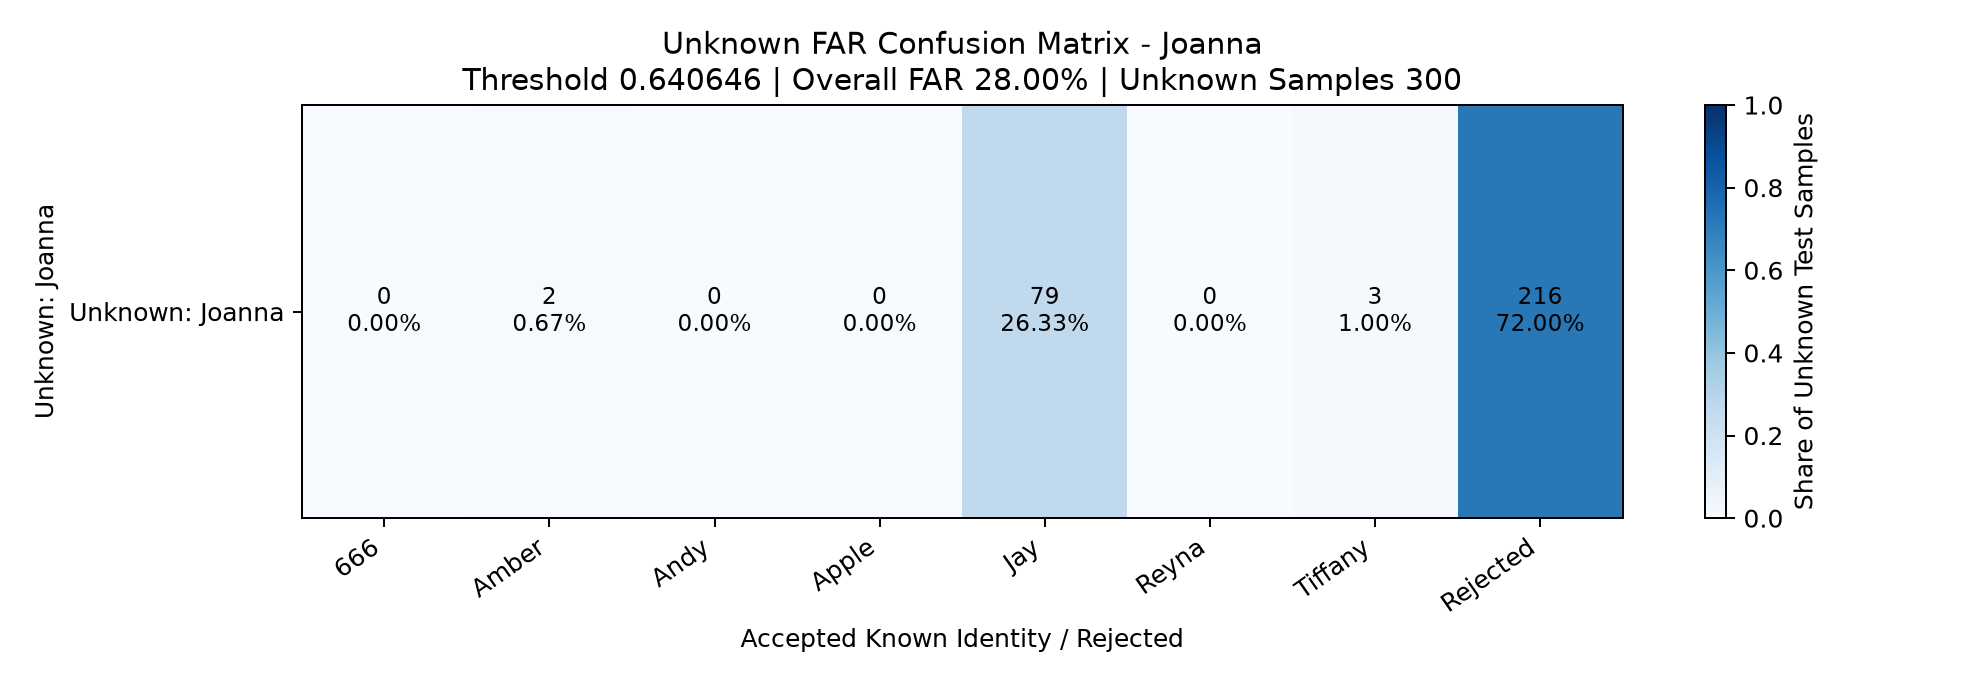 Unknown FAR Confusion Matrix - Joanna
Threshold 0.640646 | Overall FAR 28.00% | Unknown Samples 300
Unknown: Joanna
Unknown: Joanna
0
0.00%
2
0.67%
0
0.00%
0
0.00%
79
26.33%
0
0.00%
3
1.00%
216
72.00%
666
Amber
Andy
Apple
Jay
Reyna
Tiffany
Rejected
Accepted Known Identity / Rejected
1.0
0.8
0.6
0.4
0.2
0.0
Share of Unknown Test Samples